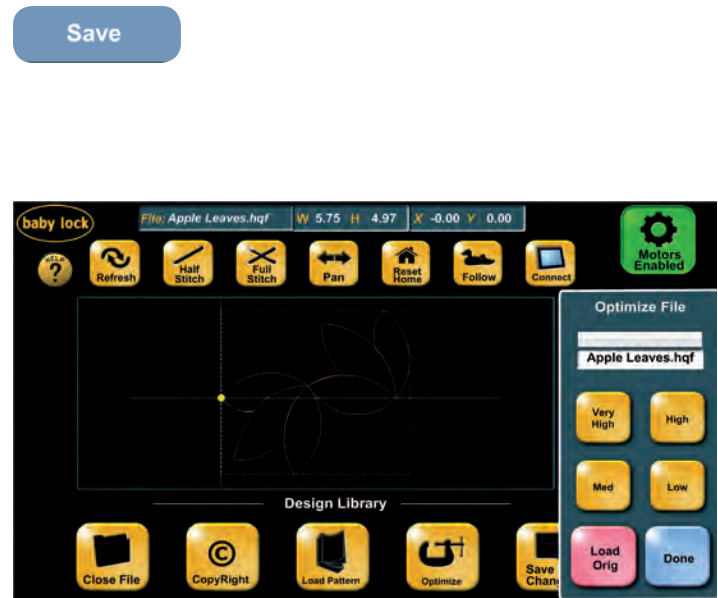 Save
baby lock
File: Apple Leaves.hqf W 5.75 H 4.97 X -0.00 Y 0.00
Motors
Enabled
HELP
?
Refresh
Half
Stitch
Full
Stitch
Pan
Reset
Home
Follow
Connect
Optimize File
Apple Leaves.hqf
Very
High
High
Med
Low
Load
Orig
Done
Design Library
Close File
©
CopyRight
Load Pattern
Optimize
Save
Chan